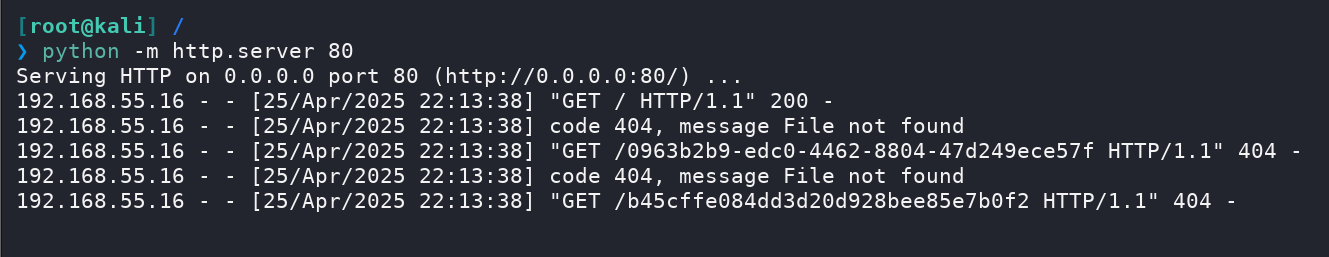 [root@kali] /
❯ python -m http.server 80
Serving HTTP on 0.0.0.0 port 80 (http://0.0.0.0:80/) ...
192.168.55.16 - - [25/Apr/2025 22:13:38] "GET / HTTP/1.1" 200 -
192.168.55.16 - - [25/Apr/2025 22:13:38] code 404, message File not found
192.168.55.16 - - [25/Apr/2025 22:13:38] "GET /0963b2b9-edc0-4462-8804-47d249ece57f HTTP/1.1" 404 -
192.168.55.16 - - [25/Apr/2025 22:13:38] code 404, message File not found
192.168.55.16 - - [25/Apr/2025 22:13:38] "GET /b45cffe084dd3d20d928bee85e7b0f2 HTTP/1.1" 404 -